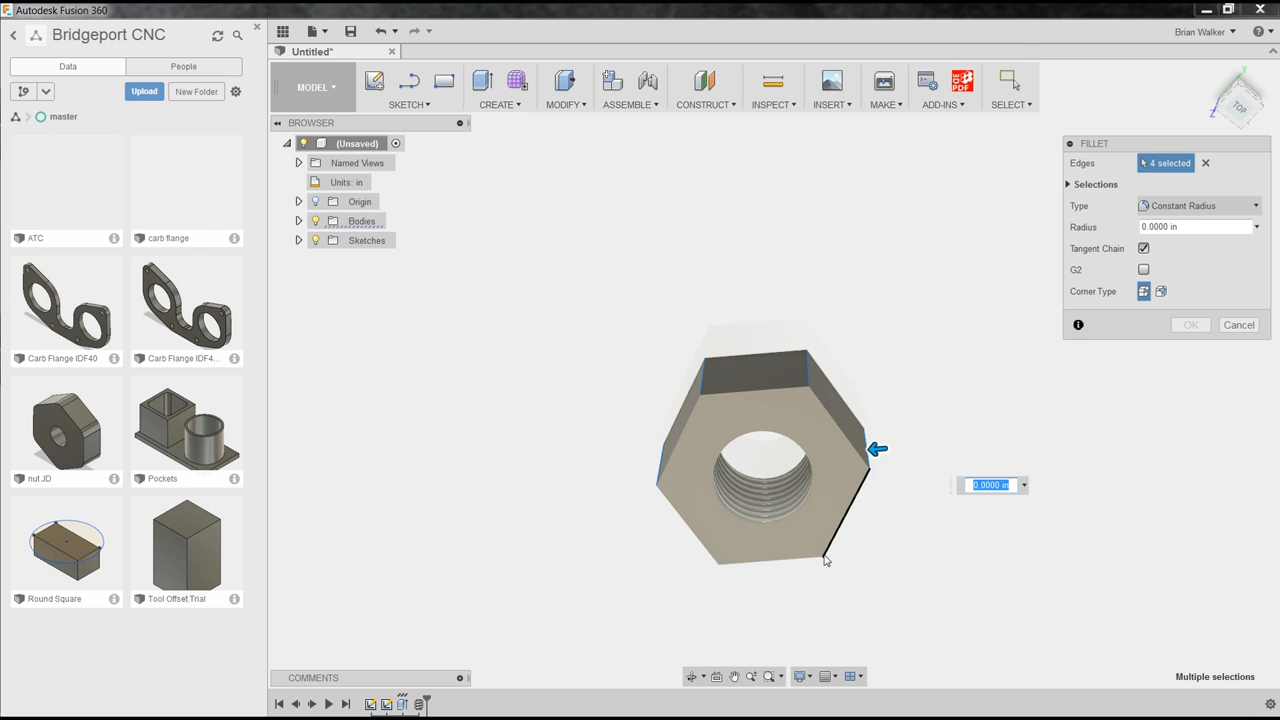 Autodesk Fusion 360
Bridgeport CNC
Data
People
Upload
New Folder
master
ATC
carb flange
Carb Flange IDF40
Carb Flange IDF4...
nut JD
Pockets
Round Square
Tool Offset Trial
Brian Walker
Untitled*
MODEL
SKETCH
CREATE
MODIFY
ASSEMBLE
CONSTRUCT
INSPECT
INSERT
MAKE
ADD-INS
SELECT
BROWSER
(Unsaved)
Named Views
Units: in
Origin
Bodies
Sketches
TOP
FILLET
Edges
4 selected
Selections
Type
Constant Radius
Radius
0.0000 in
Tangent Chain
G2
Corner Type
OK
Cancel
0.0000 in
COMMENTS
Multiple selections